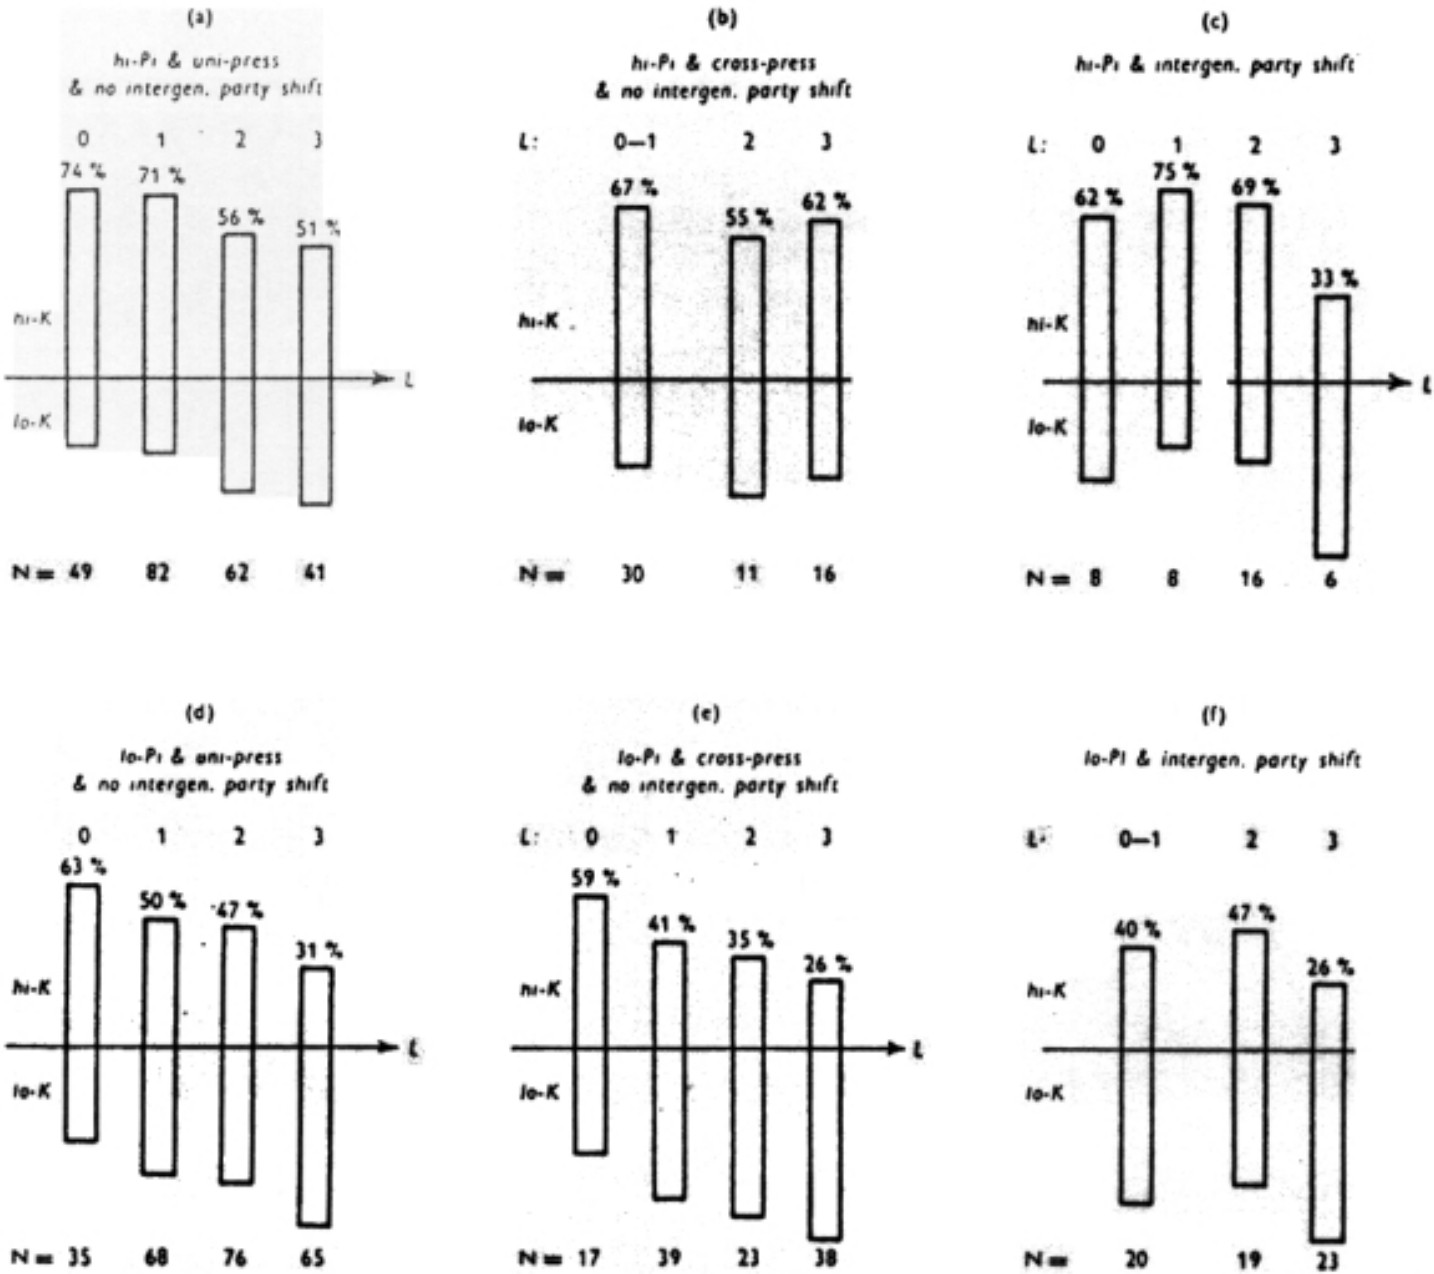 (a)
hi-Pi & uni-press
& no intergen. party shift
0 1 2 3
74 % 71 % 56 % 51 %
hi-K
L
lo-K
N = 49 82 62 41
(b)
hi-Pi & cross-press
& no intergen. party shift
L: 0—1 2 3
67 % 55 % 62 %
hi-K
lo-K
N = 30 11 16
(c)
hi-Pi & intergen. party shift
L: 0 1 2 3
62 % 75 % 69 % 33 %
hi-K
L
lo-K
N = 8 8 16 6
(d)
lo-Pi & uni-press
& no intergen. party shift
0 1 2 3
63 % 50 % 47 % 31 %
hi-K
L
lo-K
N = 35 68 76 65
(e)
lo-Pi & cross-press
& no intergen. party shift
L: 0 1 2 3
59 % 41 % 35 % 26 %
hi-K
L
lo-K
N = 17 39 23 38
(f)
lo-PI & intergen. party shift
L: 0—1 2 3
40 % 47 % 26 %
hi-K
lo-K
N = 20 19 23